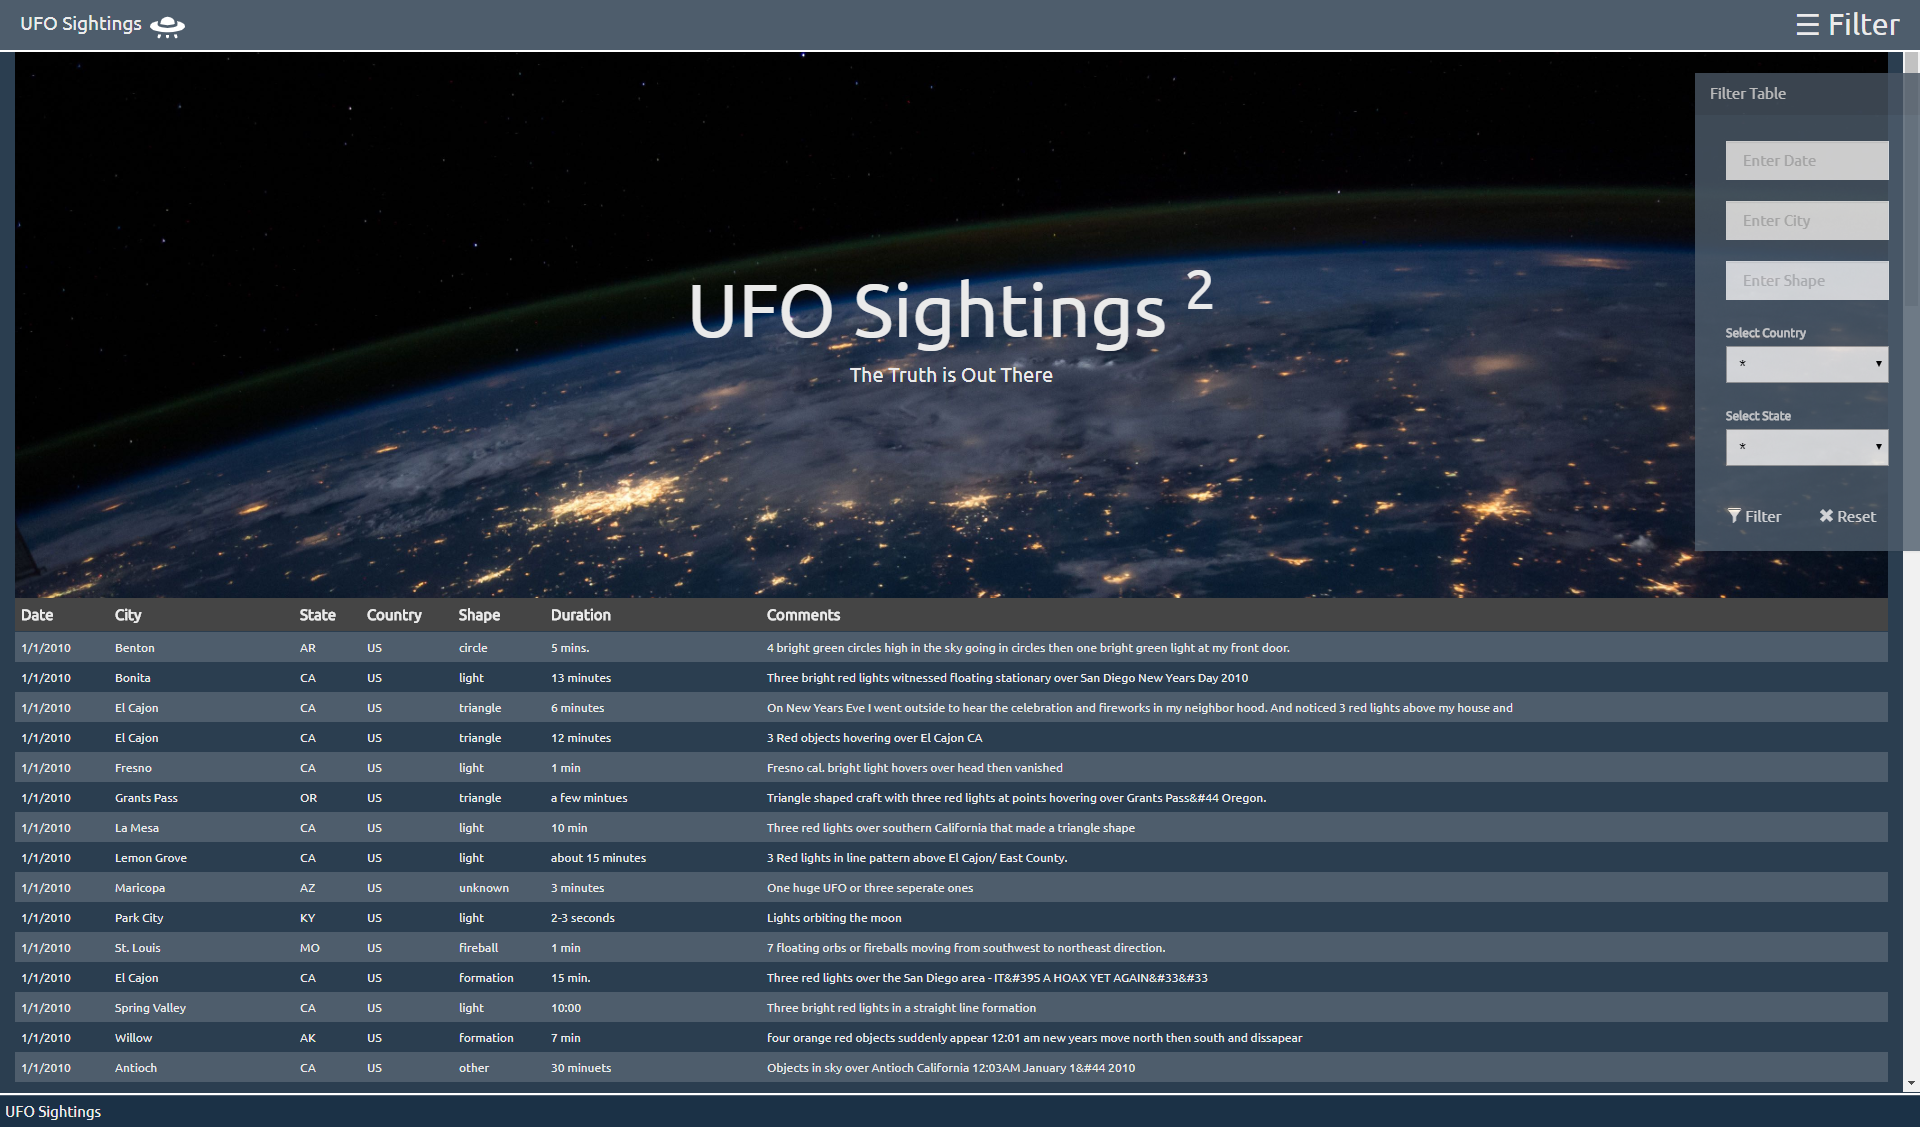 UFO Sightings
☰ Filter
UFO Sightings 2
The Truth is Out There
Filter Table
Enter Date
Enter City
Enter Shape
Select Country
*
Select State
*
Filter Reset
Date City State Country Shape Duration Comments
1/1/2010 Benton AR US circle 5 mins. 4 bright green circles high in the sky going in circles then one bright green light at my front door.
1/1/2010 Bonita CA US light 13 minutes Three bright red lights witnessed floating stationary over San Diego New Years Day 2010
1/1/2010 El Cajon CA US triangle 6 minutes On New Years Eve I went outside to hear the celebration and fireworks in my neighbor hood. And noticed 3 red lights above my house and
1/1/2010 El Cajon CA US triangle 12 minutes 3 Red objects hovering over El Cajon CA
1/1/2010 Fresno CA US light 1 min Fresno cal. bright light hovers over head then vanished
1/1/2010 Grants Pass OR US triangle a few mintues Triangle shaped craft with three red lights at points hovering over Grants Pass&#44 Oregon.
1/1/2010 La Mesa CA US light 10 min Three red lights over southern California that made a triangle shape
1/1/2010 Lemon Grove CA US light about 15 minutes 3 Red lights in line pattern above El Cajon/ East County.
1/1/2010 Maricopa AZ US unknown 3 minutes One huge UFO or three seperate ones
1/1/2010 Park City KY US light 2-3 seconds Lights orbiting the moon
1/1/2010 St. Louis MO US fireball 1 min 7 floating orbs or fireballs moving from southwest to northeast direction.
1/1/2010 El Cajon CA US formation 15 min. Three red lights over the San Diego area - IT&#39S A HOAX YET AGAIN&#33&#33
1/1/2010 Spring Valley CA US light 10:00 Three bright red lights in a straight line formation
1/1/2010 Willow AK US formation 7 min four orange red objects suddenly appear 12:01 am new years move north then south and dissapear
1/1/2010 Antioch CA US other 30 minuets Objects in sky over Antioch California 12:03AM January 1&#44 2010
UFO Sightings